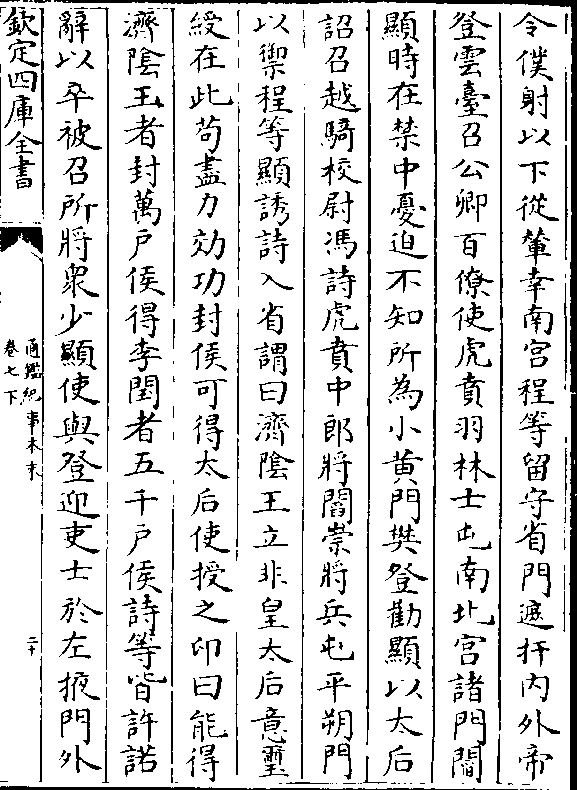 令僕射以下從輦幸南宮程等留守省門遮扞内外帝
登雲臺召公卿百僚使虎賁羽林士屯南北宮諸門閻
顯時在禁中憂迫不知所為小黄門樊登勸顯以太后
詔召越騎校尉馮詩虎賁中郎將閻崇將兵屯平朔門
以禦程等顯誘詩入省謂曰濟陰王立非皇太后意璽
綬在此苟盡力効功封侯可得太后使授之印曰能得
濟陰王者封萬戶侯得李閏者五千戶侯詩等皆許諾
辭以卒被召所將衆少顯使與登迎吏士於左掖門外
欽定四庫全書
通鑑紀事本末
卷七下
二十